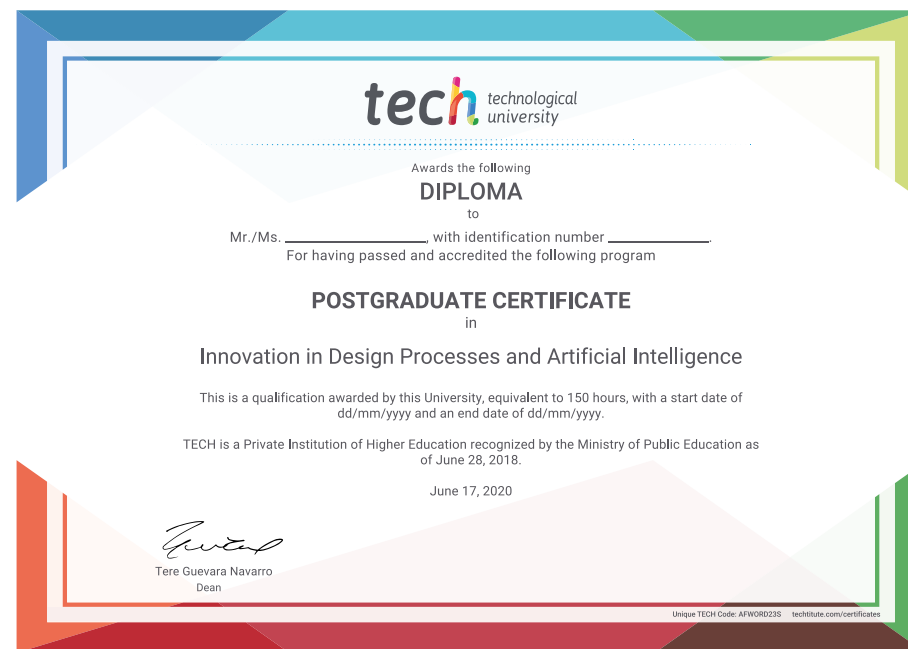 tech technological
university
Awards the following
DIPLOMA
to
Mr./Ms. ____________________, with identification number ______________.
For having passed and accredited the following program
POSTGRADUATE CERTIFICATE
in
Innovation in Design Processes and Artificial Intelligence
This is a qualification awarded by this University, equivalent to 150 hours, with a start date of
dd/mm/yyyy and an end date of dd/mm/yyyy.
TECH is a Private Institution of Higher Education recognized by the Ministry of Public Education as
of June 28, 2018.
June 17, 2020
Tere Guevara Navarro
Dean
Unique TECH Code: AFWORD23S techtitute.com/certificates